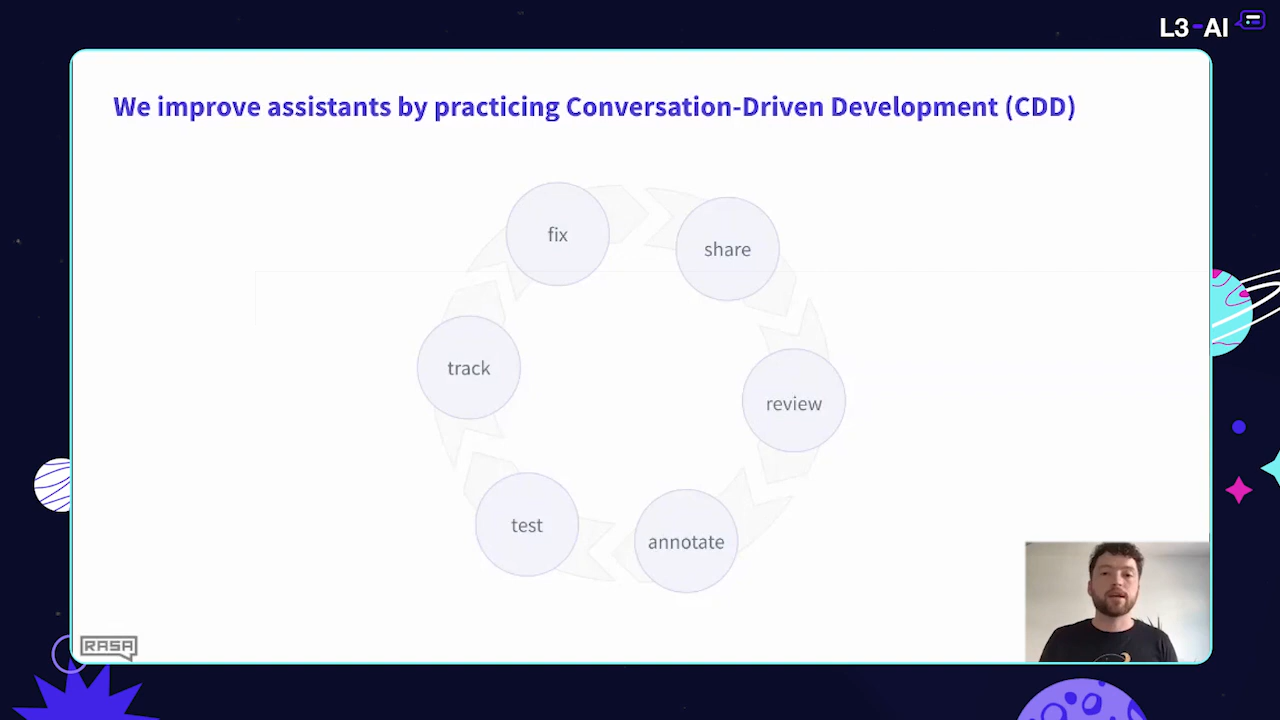 L3-AI
We improve assistants by practicing Conversation-Driven Development (CDD)
fix
share
track
review
test
annotate
RASA